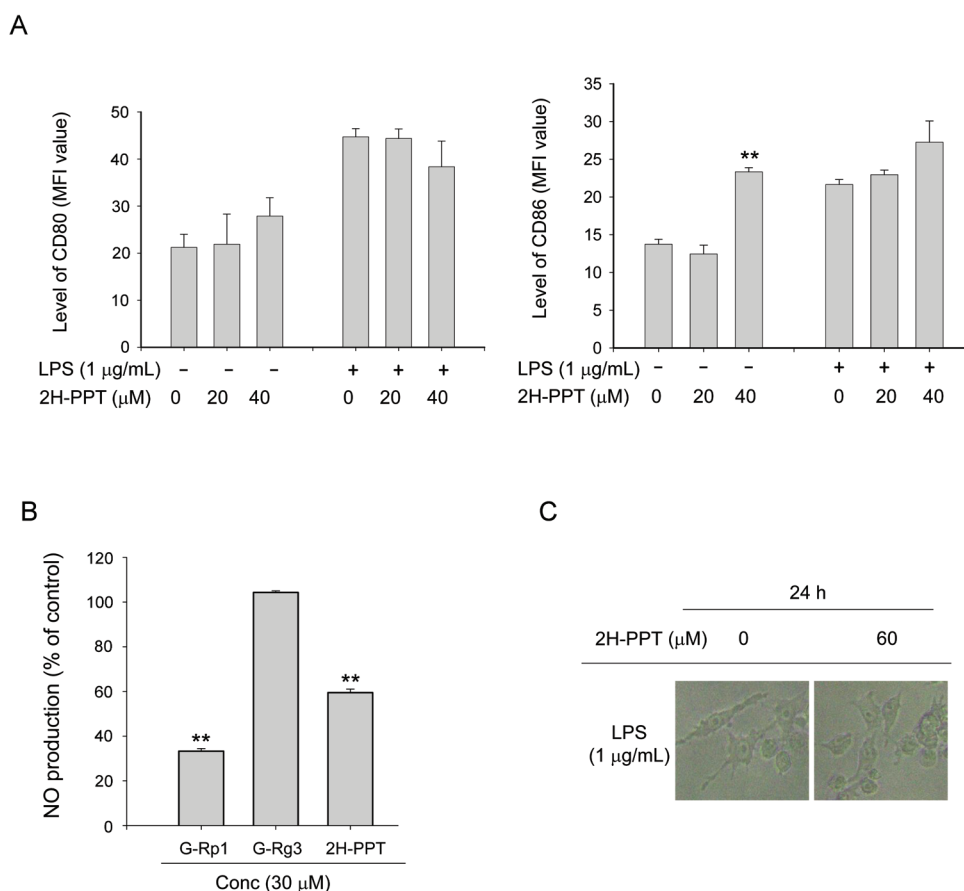 A
Level of CD80 (MFI value)
50
40
30
20
10
0
LPS (1 μg/mL) – – – + + +
2H-PPT (μM) 0 20 40 0 20 40
Level of CD86 (MFI value)
35
30
25
20
15
10
5
0
**
LPS (1 μg/mL) – – – + + +
2H-PPT (μM) 0 20 40 0 20 40
B
NO production (% of control)
120
100
80
60
40
20
0
**
**
G-Rp1 G-Rg3 2H-PPT
Conc (30 μM)
C
24 h
2H-PPT (μM) 0 60
LPS
(1 μg/mL)